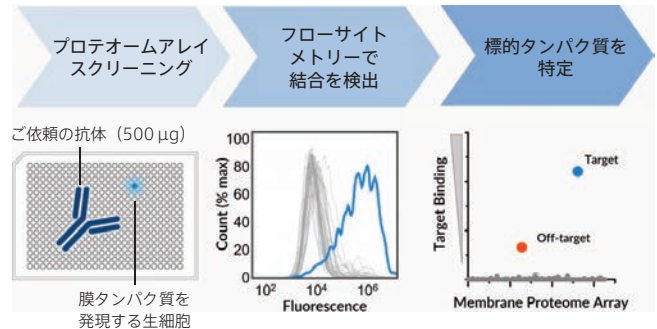 プロテオームアレイ
スクリーニング
フローサイト
メトリーで
結合を検出
標的タンパク質を
特定
ご依頼の抗体（500 μg）
膜タンパク質を
発現する生細胞
Count (% max)
100
80
60
40
20
0
10²
10⁴
10⁶
Fluorescence
Target Binding
Target
Off-target
Membrane Proteome Array